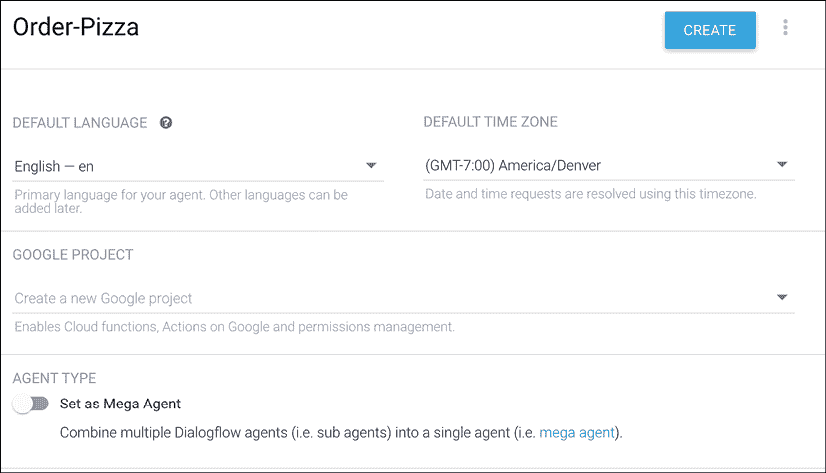 Order-Pizza
CREATE
DEFAULT LANGUAGE ?
DEFAULT TIME ZONE
English — en
(GMT-7:00) America/Denver
Primary language for your agent. Other languages can be
added later.
Date and time requests are resolved using this timezone.
GOOGLE PROJECT
Create a new Google project
Enables Cloud functions, Actions on Google and permissions management.
AGENT TYPE
Set as Mega Agent
Combine multiple Dialogflow agents (i.e. sub agents) into a single agent (i.e. mega agent).